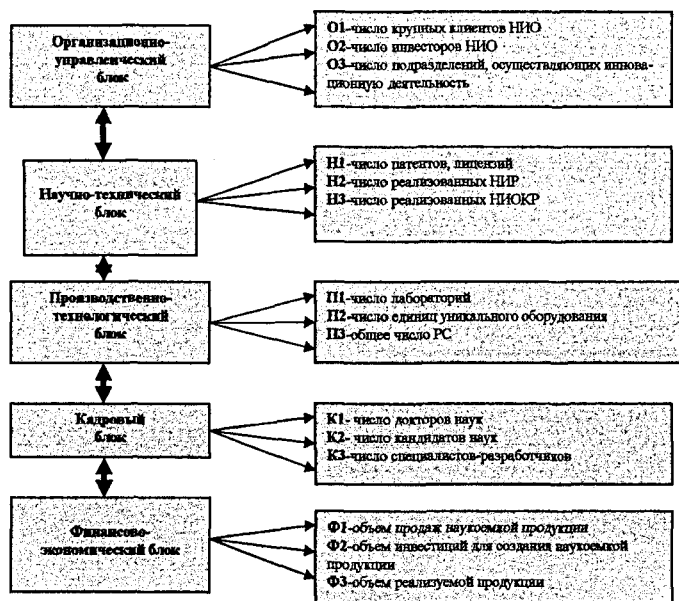 Организационно-
управленческий
блок
О1-число крупных клиентов НИО
О2-число инвесторов НИО
О3-число подразделений, осуществляющих иннова-
ционную деятельность
Научно-технический
блок
Н1-число патентов, лицензий
Н2-число реализованных НИР
Н3-число реализованных НИОКР
Производственно-
технологический
блок
П1-число лабораторий
П2-число единиц уникального оборудования
П3-общее число РС
Кадровый
блок
К1- число докторов наук
К2- число кандидатов наук
К3-число специалистов-разработчиков
Финансово-
экономический блок
Ф1-объем продаж наукоемкой продукции
Ф2-объем инвестиций для создания наукоемкой
продукции
Ф3-объем реализуемой продукции